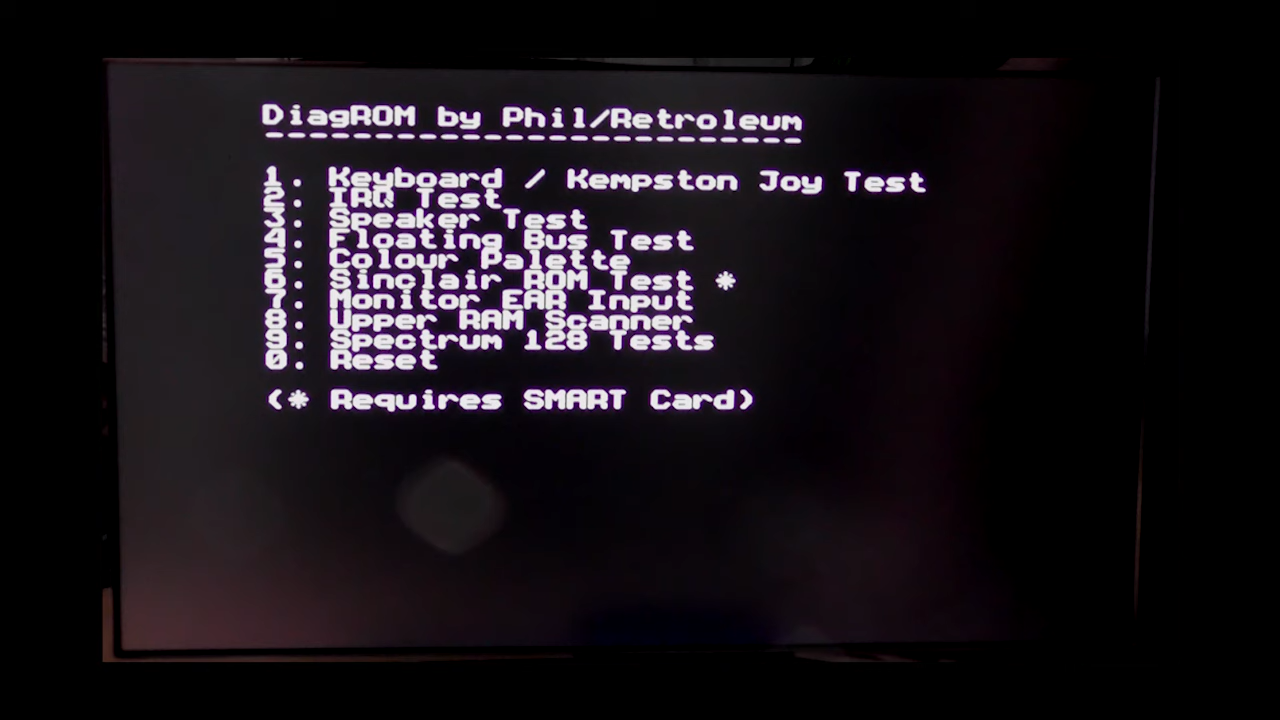 DiagROM by Phil/Retroleum
-------------------------
1. Keyboard / Kempston Joy Test
2. IRQ Test
3. Speaker Test
4. Floating Bus Test
5. Colour Palette
6. Sinclair ROM Test *
7. Monitor EAR Input
8. Upper RAM Scanner
9. Spectrum 128 Tests
0. Reset
(* Requires SMART Card)